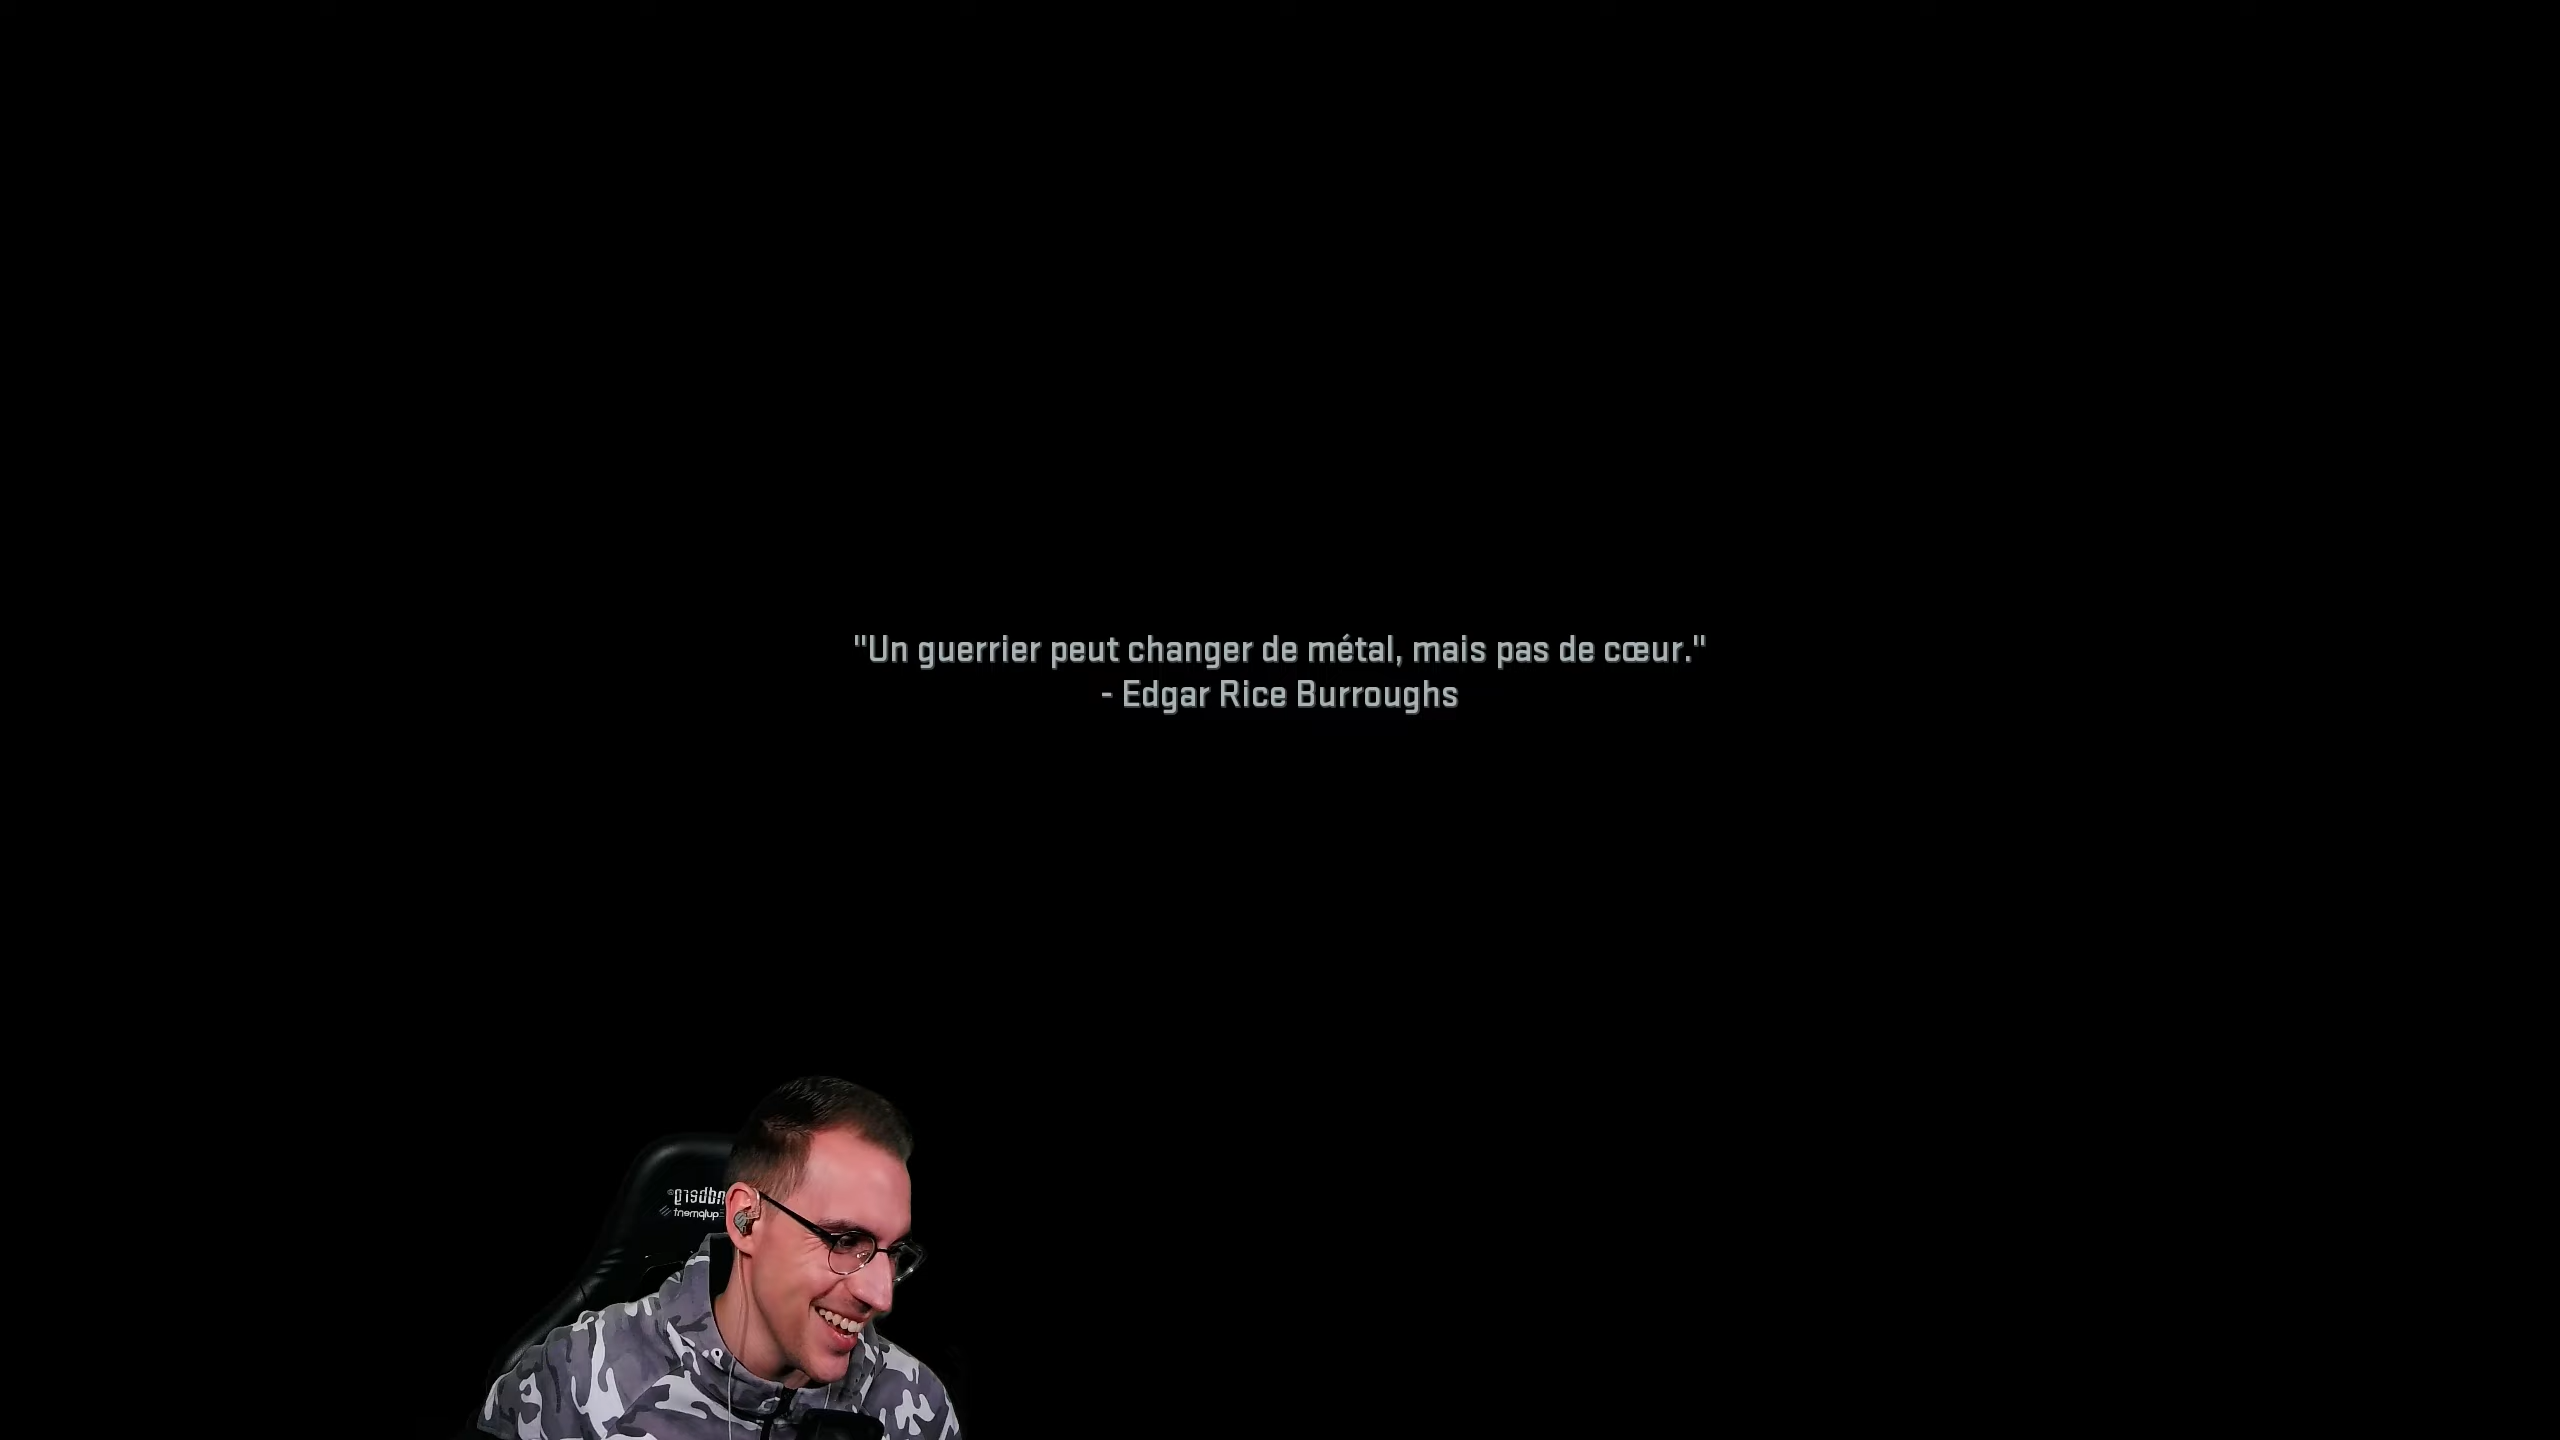 "Un guerrier peut changer de métal, mais pas de cœur."
- Edgar Rice Burroughs